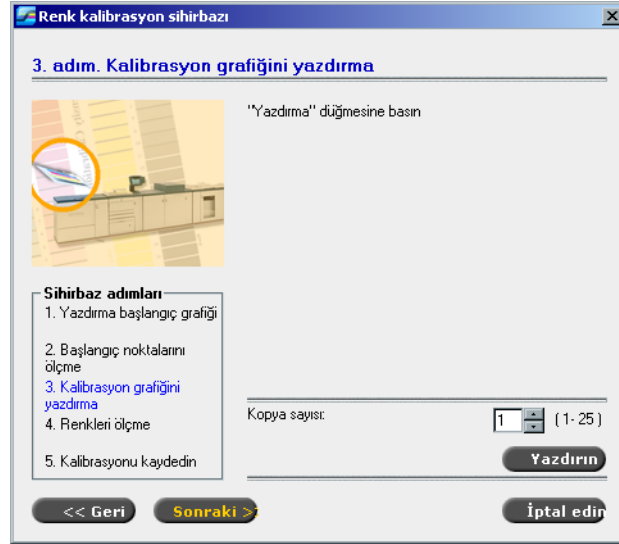 Renk kalibrasyon sihirbazı
3. adım. Kalibrasyon grafiğini yazdırma
"Yazdırma" düğmesine basın
Sihirbaz adımları
1. Yazdırma başlangıç grafiği
2. Başlangıç noktalarını
ölçme
3. Kalibrasyon grafiğini
yazdırma
4. Renkleri ölçme
5. Kalibrasyonu kaydedin
Kopya sayısı:
1 (1- 25)
Yazdırın
<< Geri
Sonraki >
İptal edin